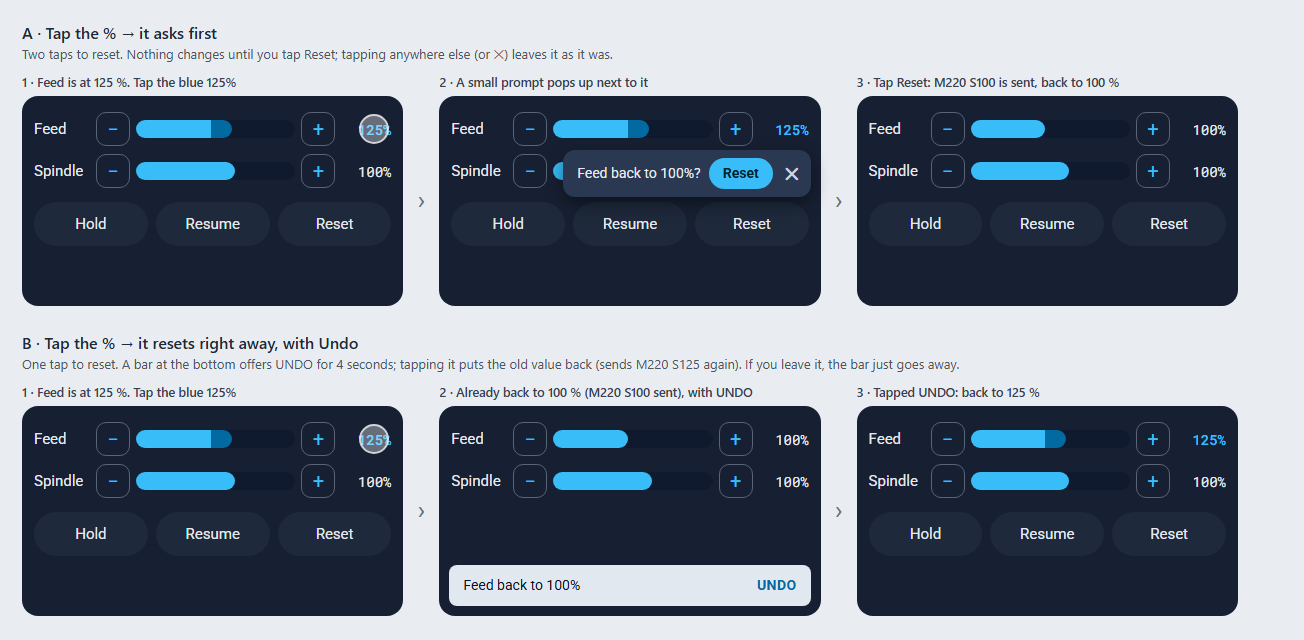 A · Tap the % → it asks first
Two taps to reset. Nothing changes until you tap Reset; tapping anywhere else (or ✕) leaves it as it was.
1 · Feed is at 125 %. Tap the blue 125%
Feed − + 125%
Spindle − + 100%
Hold Resume Reset
2 · A small prompt pops up next to it
Feed − + 125%
Spindle −
Feed back to 100%? Reset ✕
Hold Resume Reset
3 · Tap Reset: M220 S100 is sent, back to 100 %
Feed − + 100%
Spindle − + 100%
Hold Resume Reset
› ›
B · Tap the % → it resets right away, with Undo
One tap to reset. A bar at the bottom offers UNDO for 4 seconds; tapping it puts the old value back (sends M220 S125 again). If you leave it, the bar just goes away.
1 · Feed is at 125 %. Tap the blue 125%
Feed − + 125%
Spindle − + 100%
Hold Resume Reset
2 · Already back to 100 % (M220 S100 sent), with UNDO
Feed − + 100%
Spindle − + 100%
Feed back to 100% UNDO
3 · Tapped UNDO: back to 125 %
Feed − + 125%
Spindle − + 100%
Hold Resume Reset
› ›